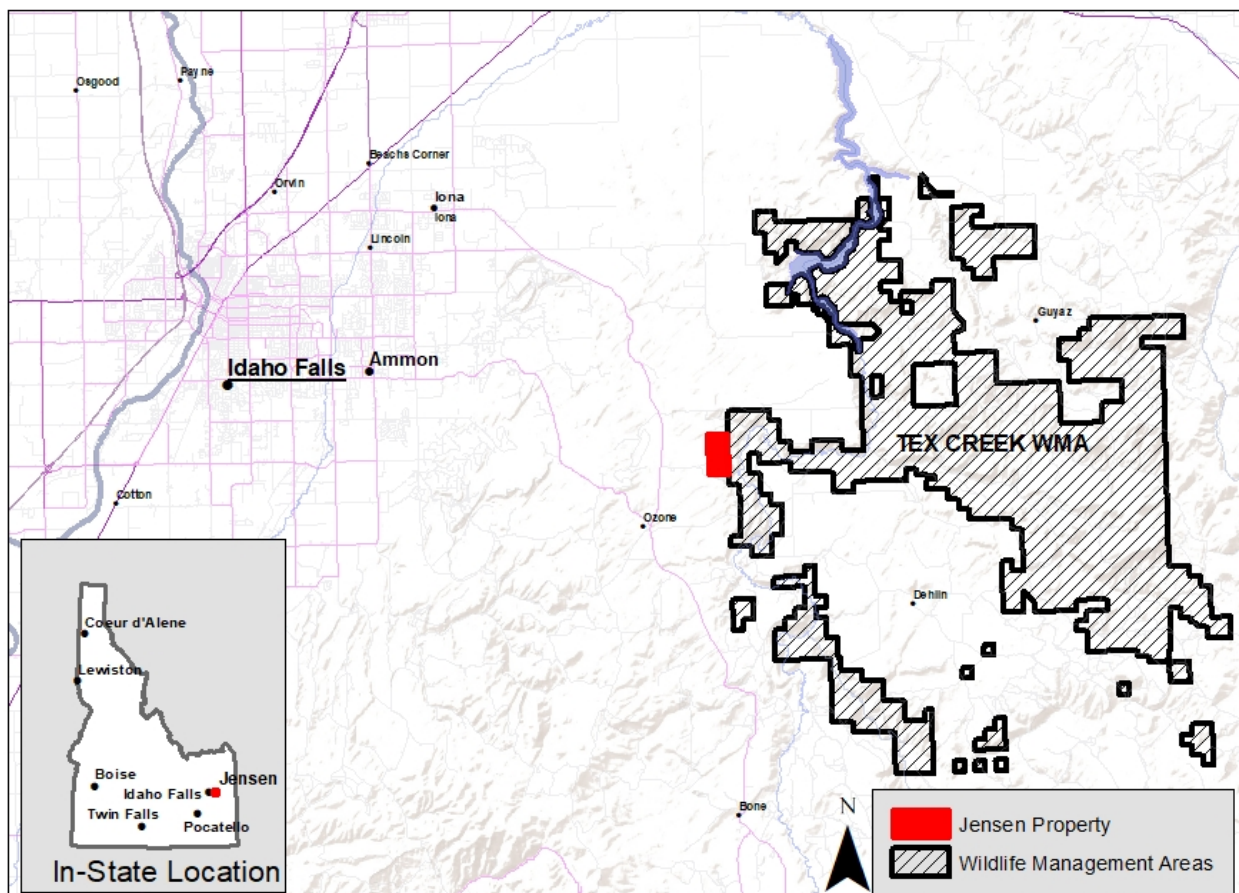 Osgood
Payne
Beachs Corner
Orvin
Iona
Iona
Lincoln
Guyaz
Idaho Falls
Ammon
TEX CREEK WMA
Cotton
Ozone
Dehlin
Bone
Coeur d'Alene
Lewiston
Boise
Jensen
Idaho Falls
Twin Falls
Pocatello
In-State Location
N
Jensen Property
Wildlife Management Areas